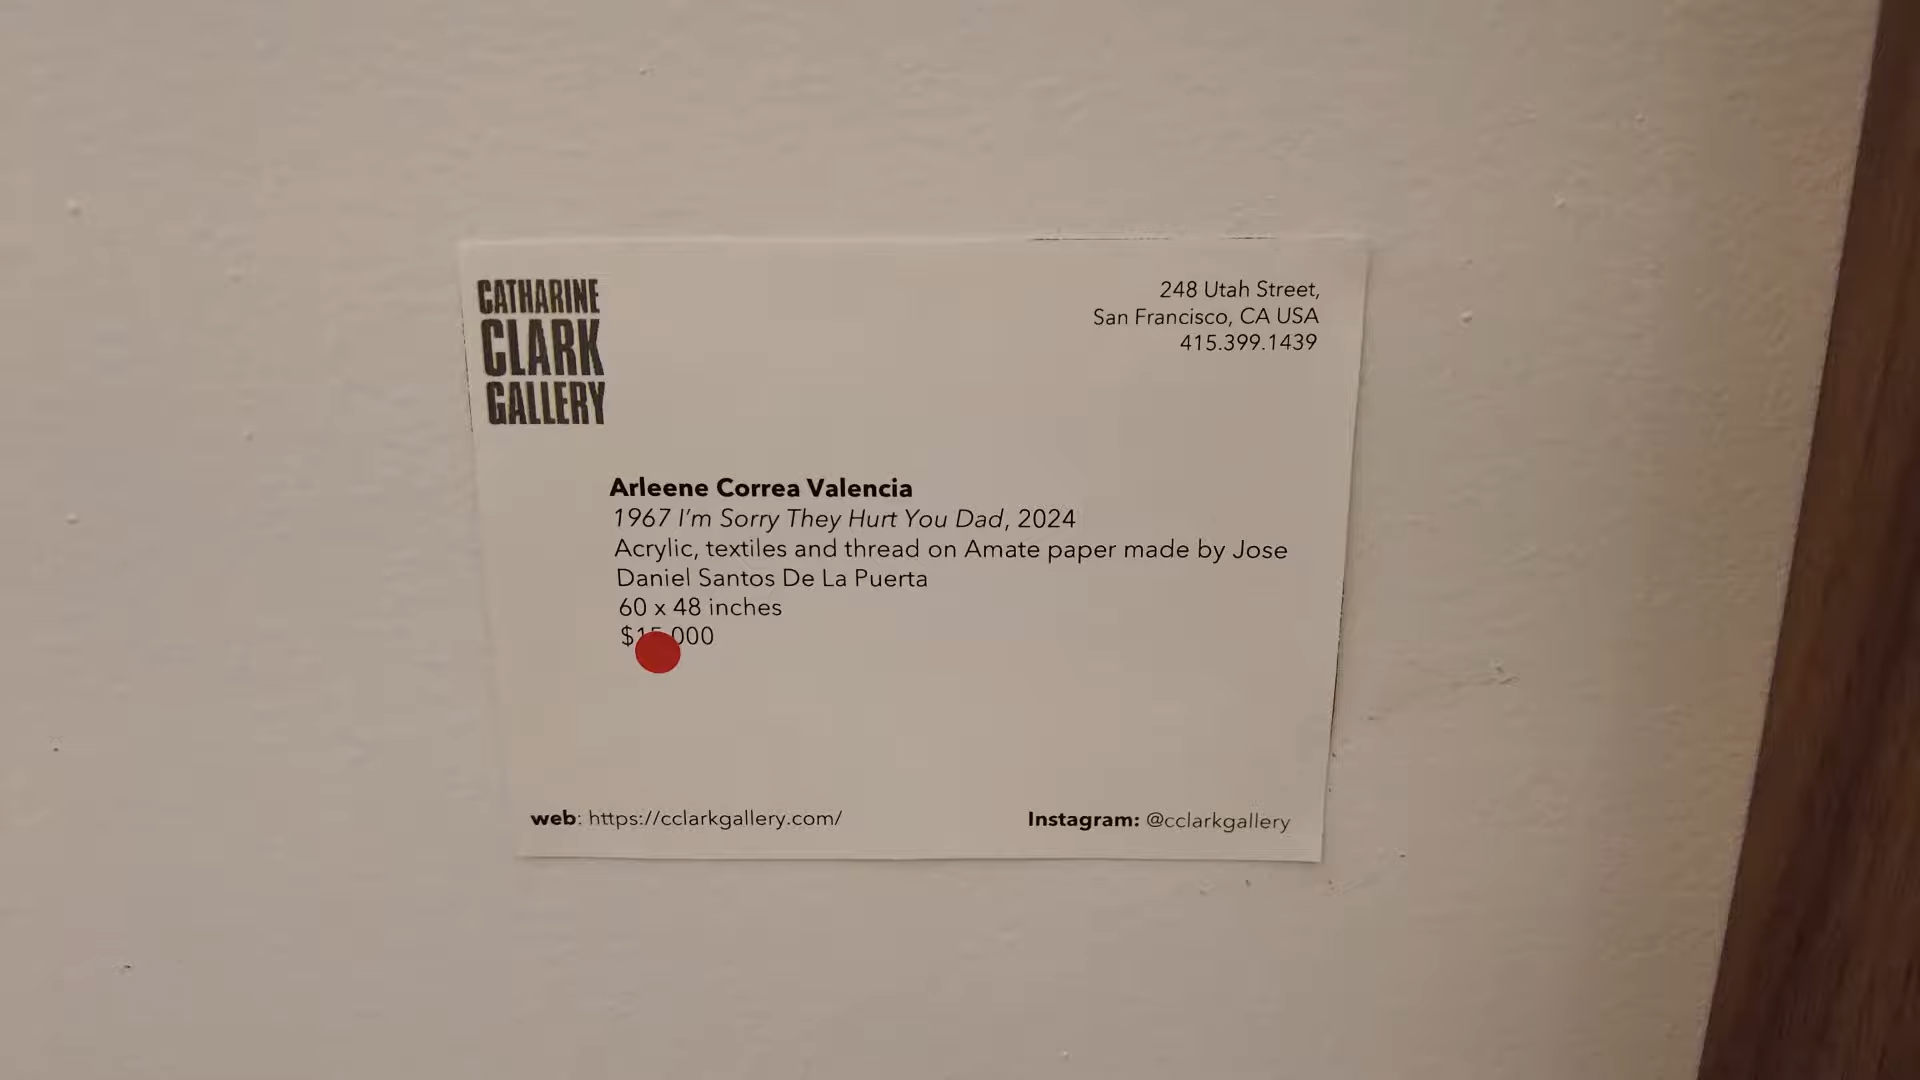 CATHARINE
CLARK
GALLERY
248 Utah Street,
San Francisco, CA USA
415.399.1439
Arleene Correa Valencia
1967 I'm Sorry They Hurt You Dad, 2024
Acrylic, textiles and thread on Amate paper made by Jose
Daniel Santos De La Puerta
60 x 48 inches
$15,000
web: https://cclarkgallery.com/
Instagram: @cclarkgallery